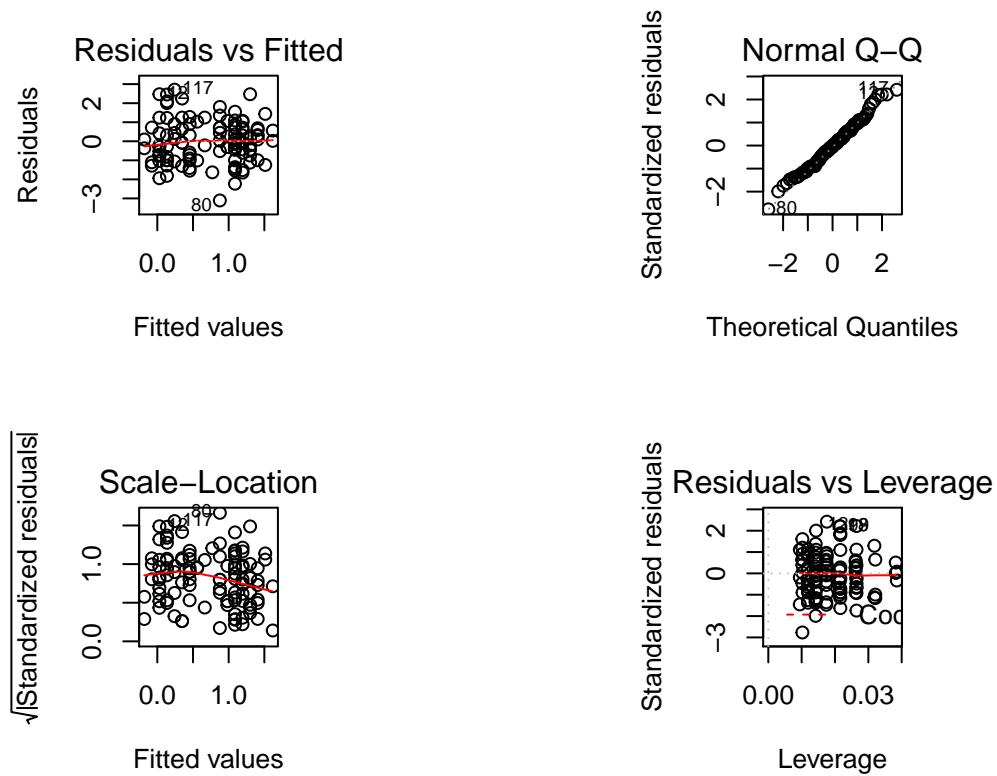 Residuals vs Fitted
Residuals
2
0
−3
117
80
0.0 1.0
Fitted values
Normal Q−Q
Standardized residuals
2
0
−2
117
80
−2 0 2
Theoretical Quantiles
Scale−Location
√|Standardized residuals|
1.0
0.0
80
117
0.0 1.0
Fitted values
Residuals vs Leverage
Standardized residuals
2
0
−3
Coo
0.00 0.03
Leverage